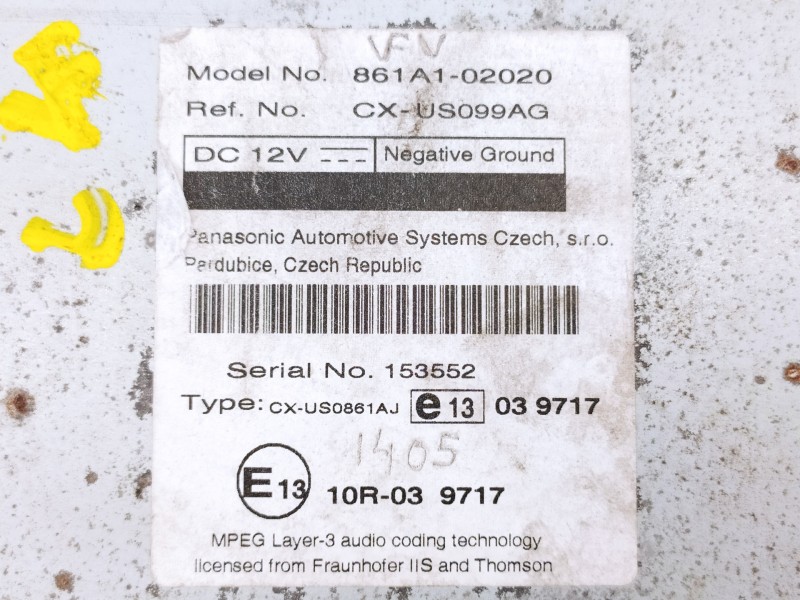 VFV
Model No. 861A1-02020
Ref. No. CX-US099AG
DC 12V Negative Ground
Panasonic Automotive Systems Czech, s.r.o.
Pardubice, Czech Republic
Serial No. 153552
Type: CX-US0861AJ e13 03 9717
1405
E13 10R-03 9717
MPEG Layer-3 audio coding technology
licensed from Fraunhofer IIS and Thomson